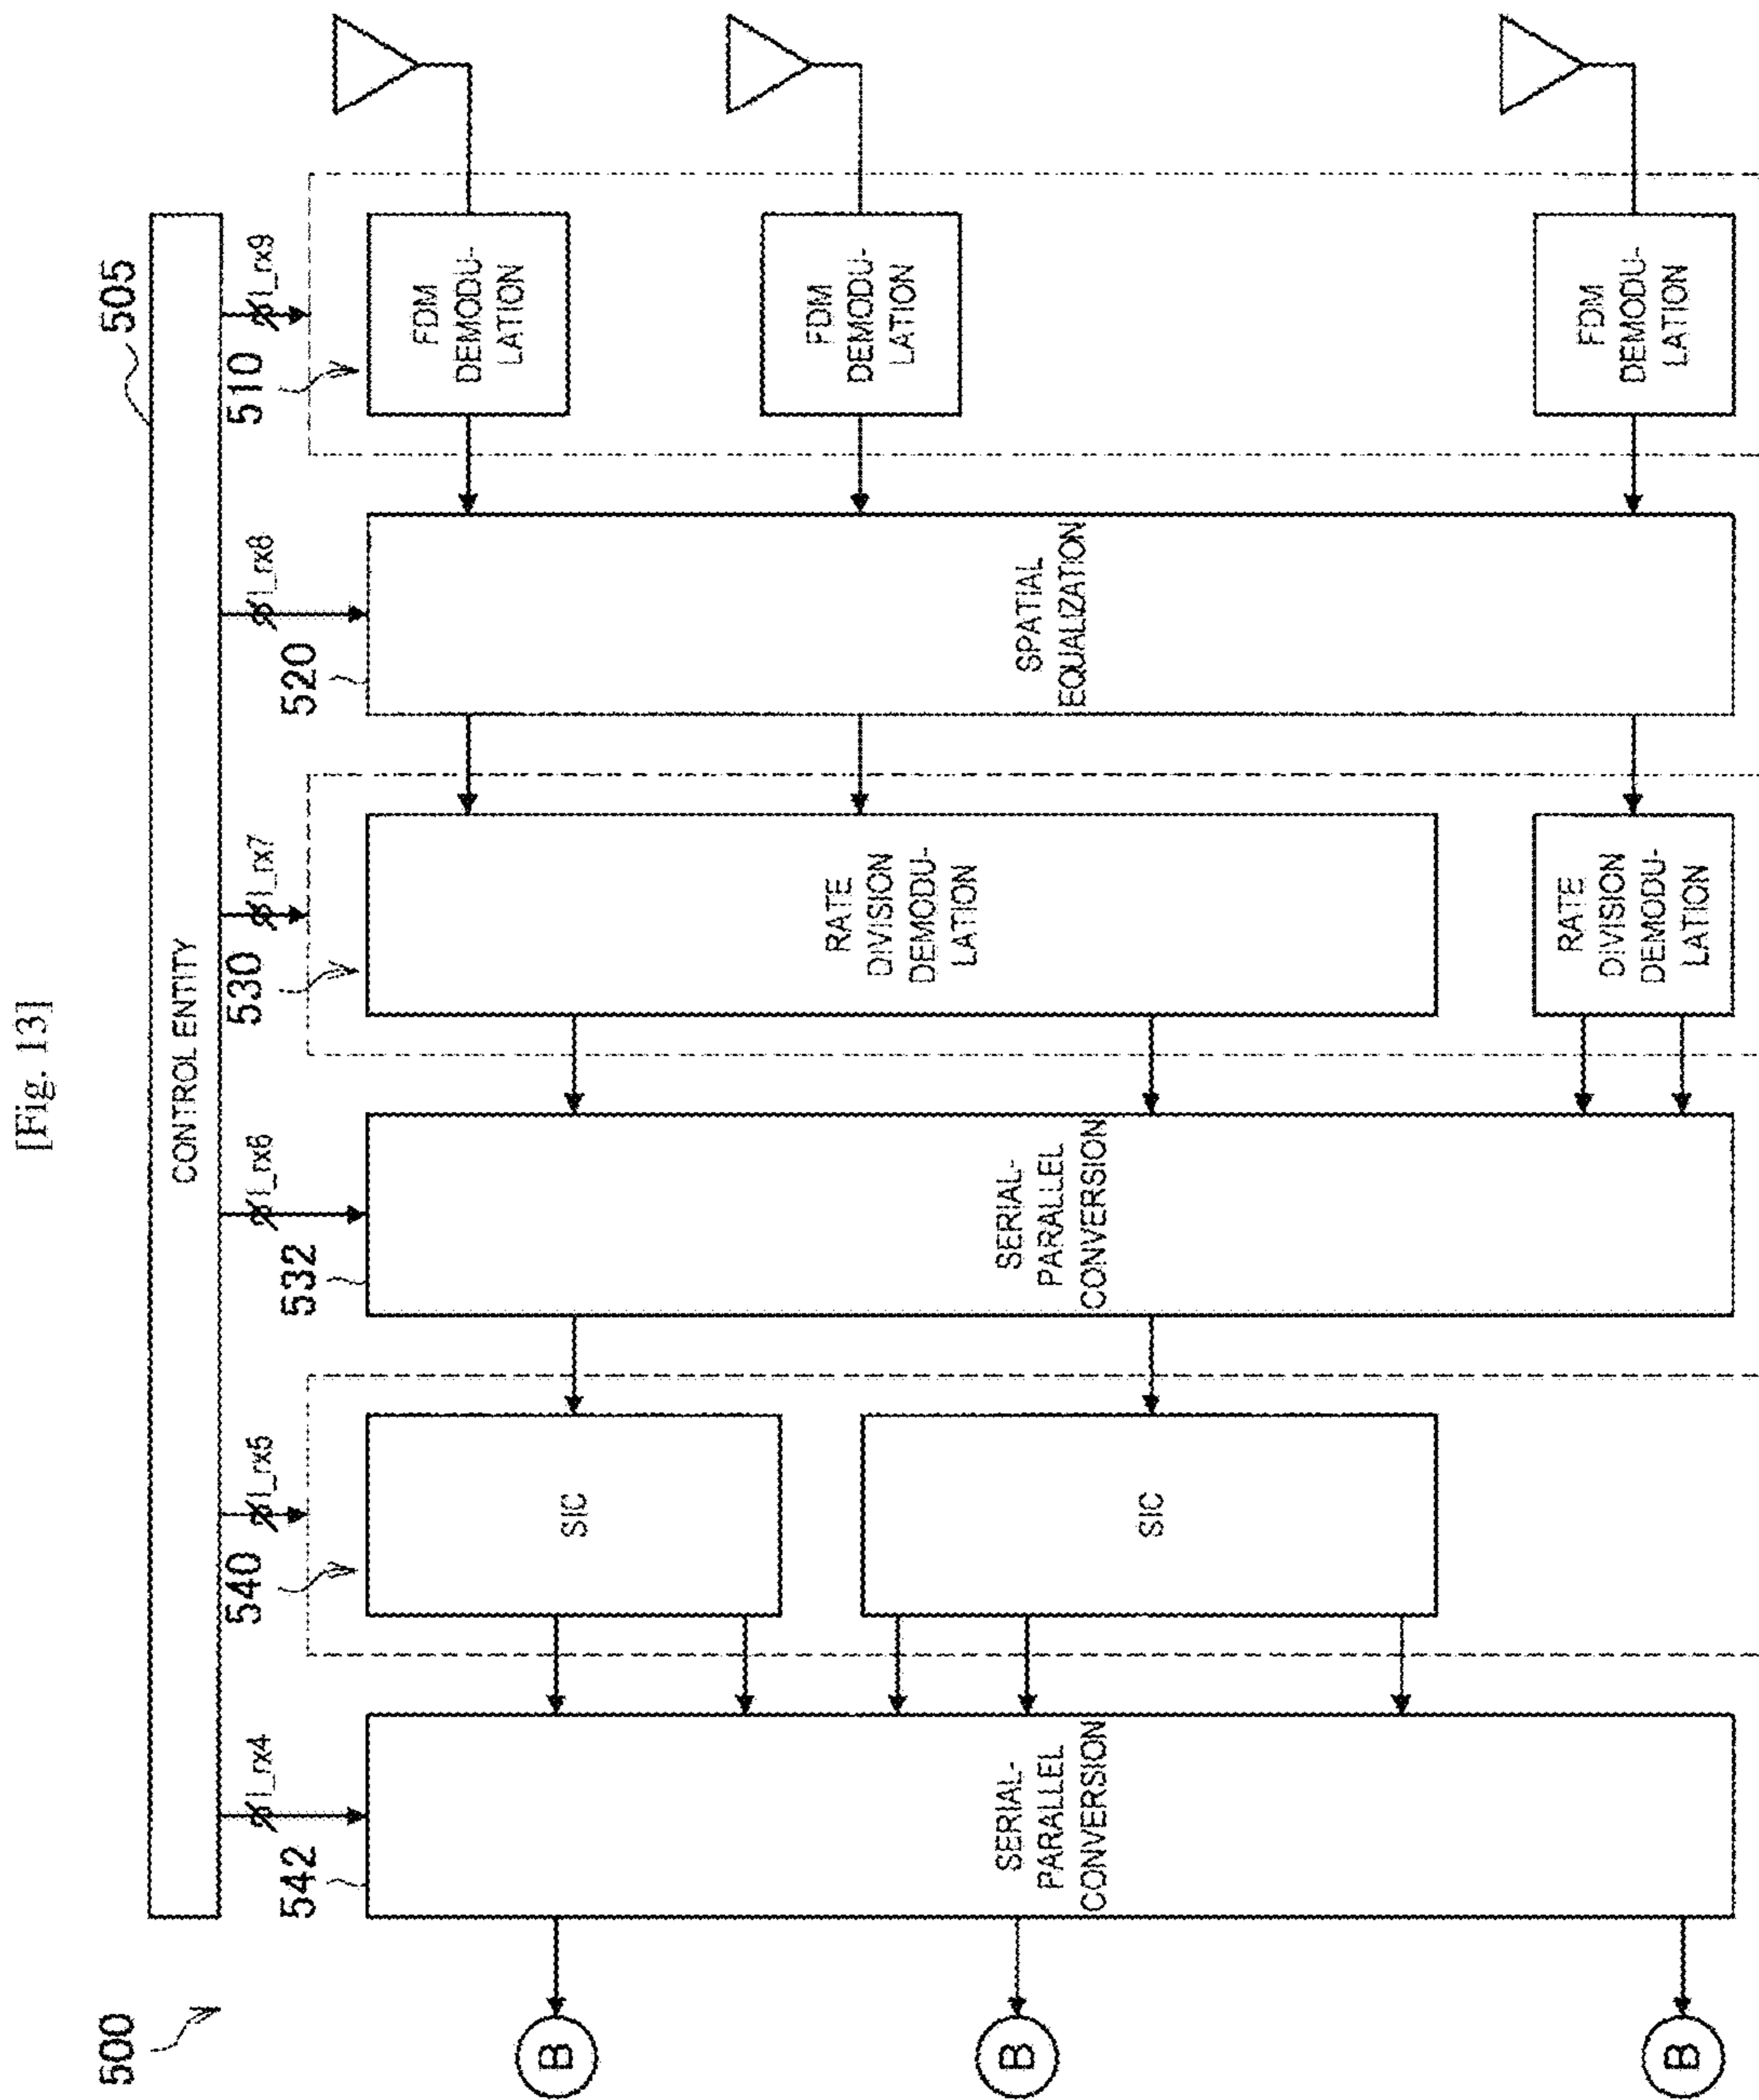 [Fig. 13]
500
505
CONTROL ENTITY
I_rx4
I_rx5
I_rx6
I_rx7
I_rx8
I_rx9
542
540
532
530
520
510
B
B
B
SERIAL-
PARALLEL
CONVERSION
SIC
SIC
SERIAL-
PARALLEL
CONVERSION
RATE
DIVISION
DEMODU-
LATION
RATE
DIVISION
DEMODU-
LATION
SPATIAL
EQUALIZATION
FDM
DEMODU-
LATION
FDM
DEMODU-
LATION
FDM
DEMODU-
LATION